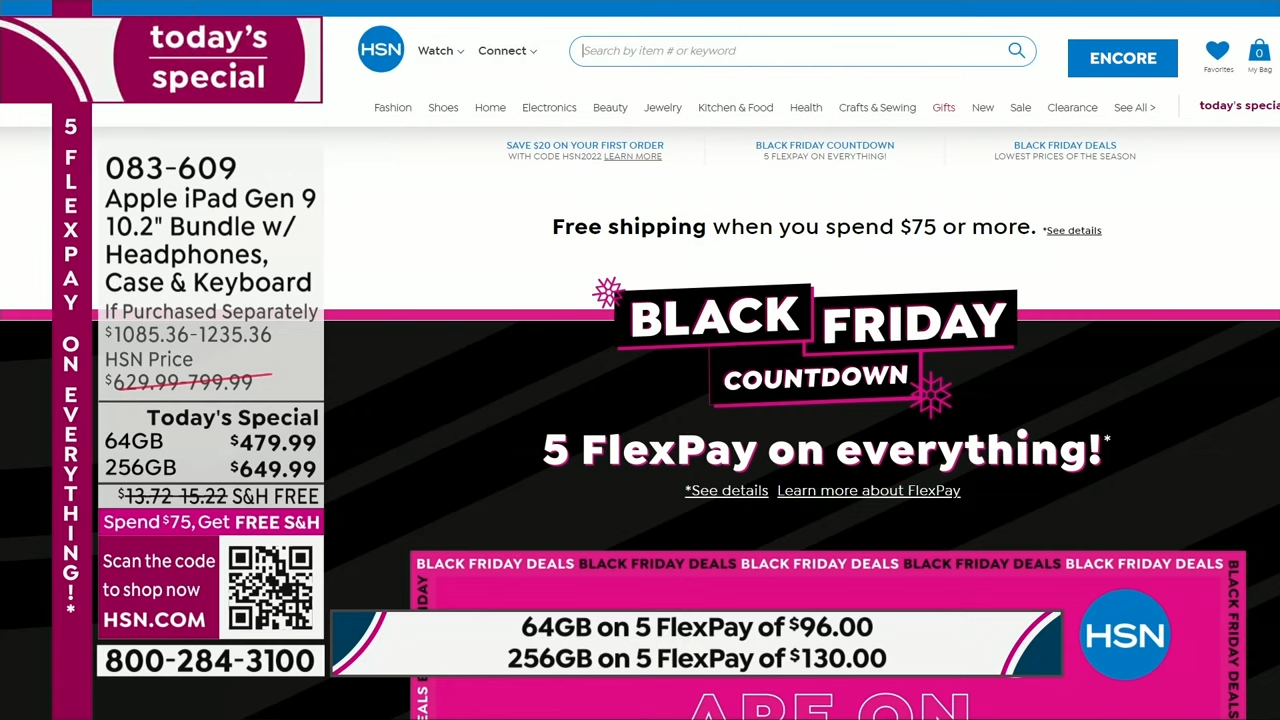 today's
special
5 FLEXPAY ON EVERYTHING!*
083-609
Apple iPad Gen 9
10.2" Bundle w/
Headphones,
Case & Keyboard
If Purchased Separately
$1085.36-1235.36
HSN Price
$629.99-799.99
Today's Special
64GB $479.99
256GB $649.99
$13.72-15.22 S&H FREE
Spend $75, Get FREE S&H
Scan the code
to shop now
HSN.COM
800-284-3100
HSN
Watch
Connect
Search by item # or keyword
ENCORE
Favorites
0
My Bag
Fashion Shoes Home Electronics Beauty Jewelry Kitchen & Food Health Crafts & Sewing Gifts New Sale Clearance See All >
today's specia
SAVE $20 ON YOUR FIRST ORDER
WITH CODE HSN2022 LEARN MORE
BLACK FRIDAY COUNTDOWN
5 FLEXPAY ON EVERYTHING!
BLACK FRIDAY DEALS
LOWEST PRICES OF THE SEASON
Free shipping when you spend $75 or more. *See details
BLACK FRIDAY
COUNTDOWN
5 FlexPay on everything!*
*See details Learn more about FlexPay
BLACK FRIDAY DEALS BLACK FRIDAY DEALS BLACK FRIDAY DEALS BLACK FRIDAY DEALS BLACK FRIDAY DEALS
BLACK FRIDAY DEALS
ALS B
IDAY
ARE ON
64GB on 5 FlexPay of $96.00
256GB on 5 FlexPay of $130.00
HSN